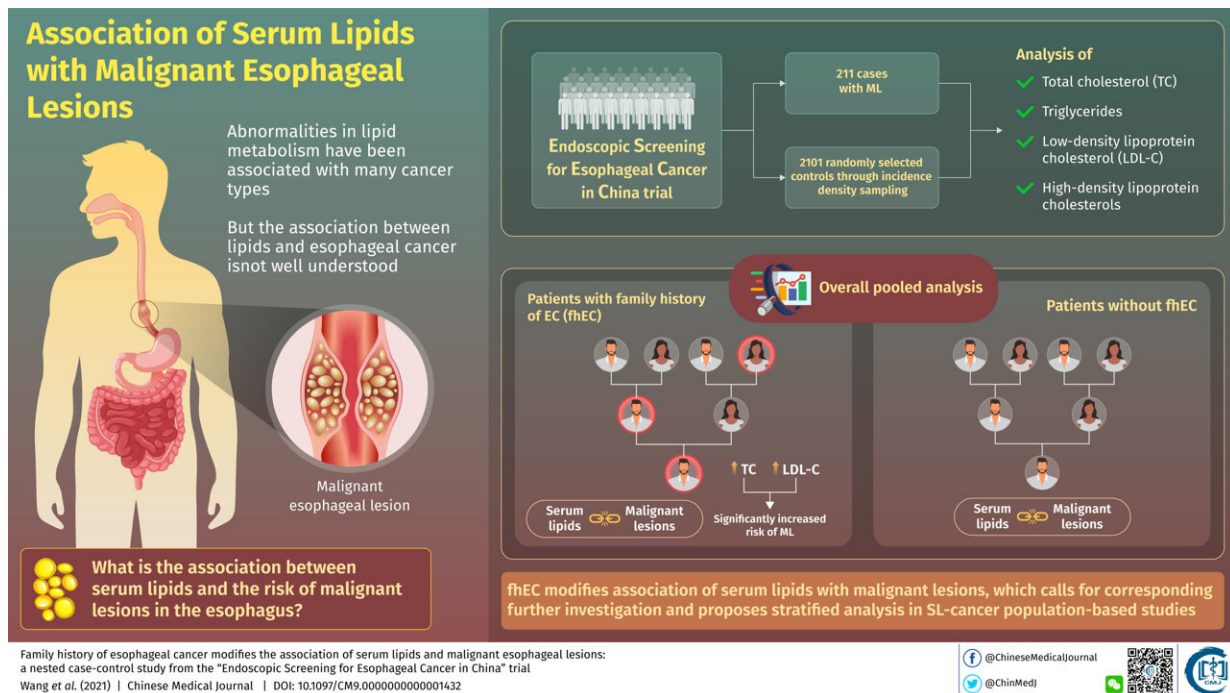 Association of Serum Lipids
with Malignant Esophageal
Lesions
Abnormalities in lipid
metabolism have been
associated with many cancer
types
But the association between
lipids and esophageal cancer
isnot well understood
Malignant
esophageal lesion
What is the association between
serum lipids and the risk of malignant
lesions in the esophagus?
Endoscopic Screening
for Esophageal Cancer
in China trial
211 cases
with ML
2101 randomly selected
controls through incidence
density sampling
Analysis of
Total cholesterol (TC)
Triglycerides
Low-density lipoprotein
cholesterol (LDL-C)
High-density lipoprotein
cholesterols
Overall pooled analysis
Patients with family history
of EC (fhEC)
TC
LDL-C
Significantly increased
risk of ML
Serum
lipids
Malignant
lesions
Patients without fhEC
Serum
lipids
Malignant
lesions
fhEC modifies association of serum lipids with malignant lesions, which calls for corresponding
further investigation and proposes stratified analysis in SL-cancer population-based studies
Family history of esophageal cancer modifies the association of serum lipids and malignant esophageal lesions:
a nested case-control study from the “Endoscopic Screening for Esophageal Cancer in China” trial
Wang et al. (2021) | Chinese Medical Journal | DOI: 10.1097/CM9.0000000000001432
@ChineseMedicalJournal
@ChinMedJ
CMJ